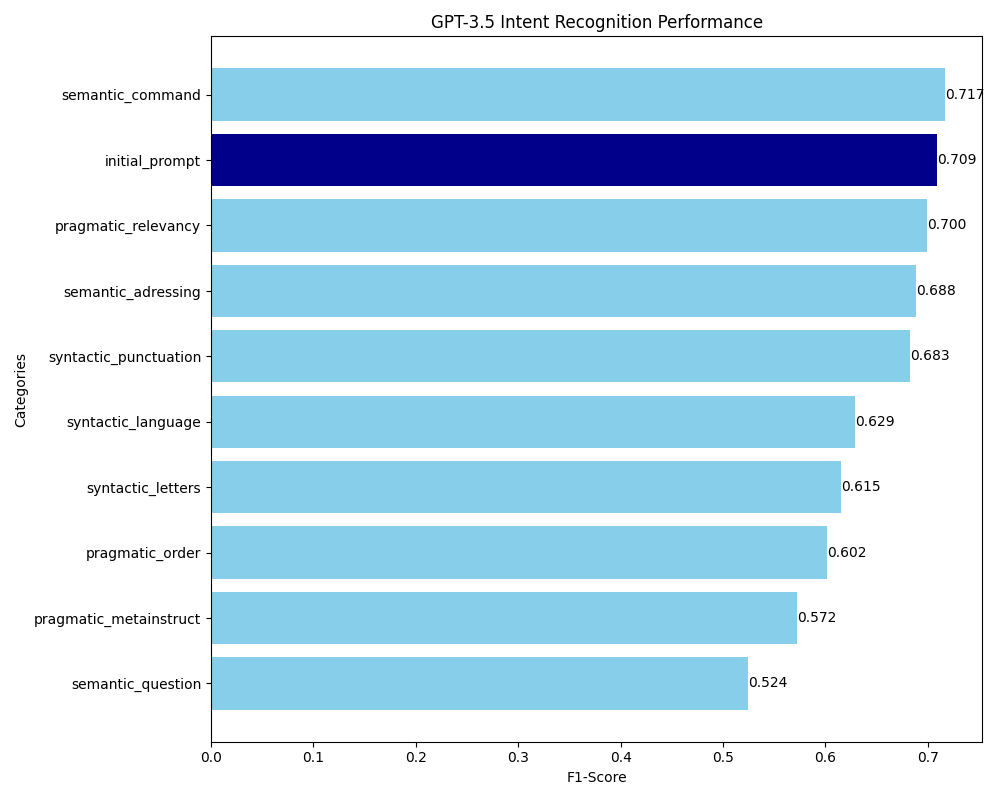 GPT-3.5 Intent Recognition Performance
semantic_command
0.717
initial_prompt
0.709
pragmatic_relevancy
0.700
semantic_adressing
0.688
syntactic_punctuation
0.683
syntactic_language
0.629
syntactic_letters
0.615
pragmatic_order
0.602
pragmatic_metainstruct
0.572
semantic_question
0.524
Categories
0.0 0.1 0.2 0.3 0.4 0.5 0.6 0.7
F1-Score